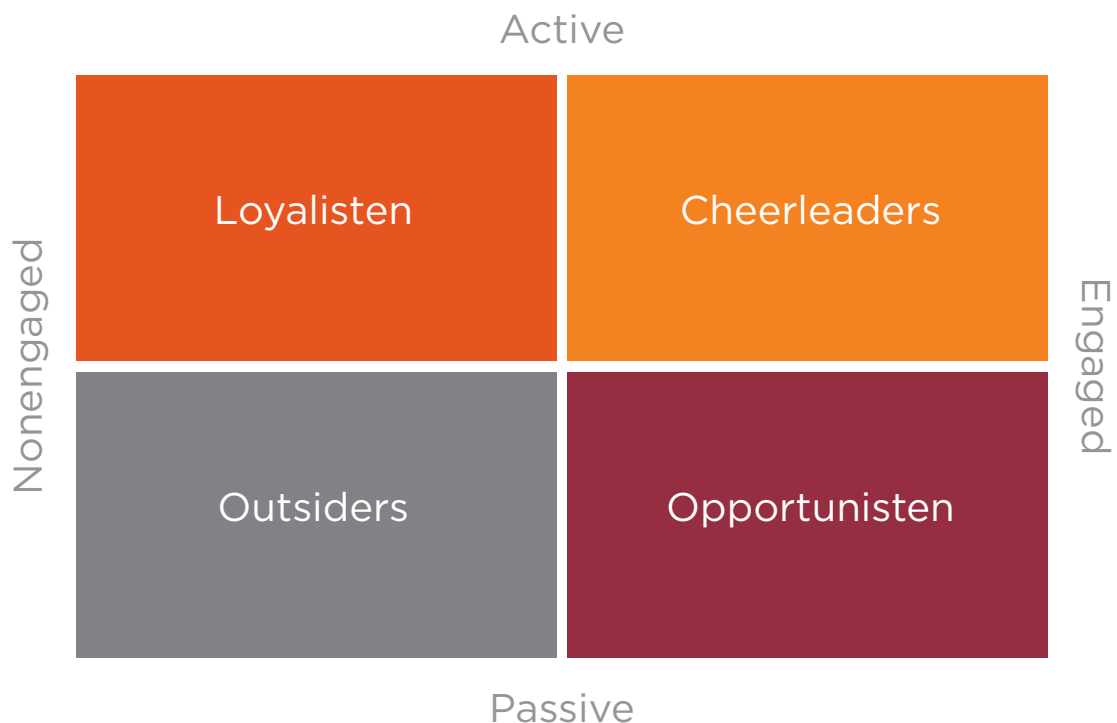 Active
Loyalisten
Cheerleaders
Nonengaged
Engaged
Outsiders
Opportunisten
Passive